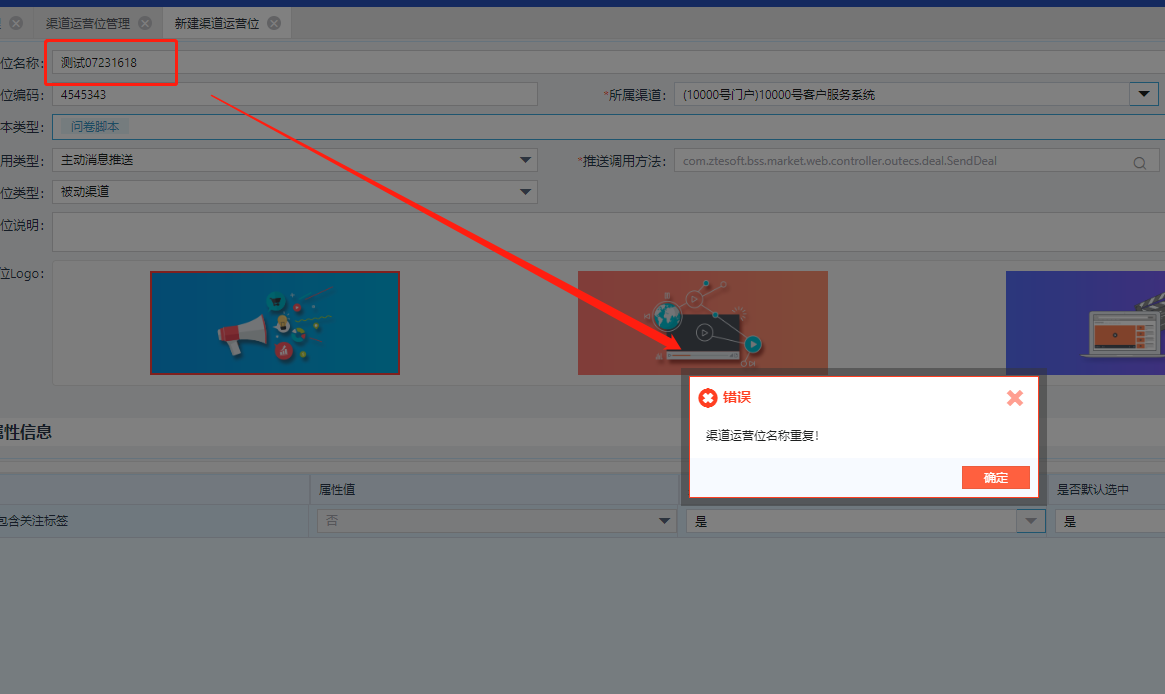 渠道运营位管理
新建渠道运营位
位名称：
测试07231618
位编码：
4545343
*所属渠道：
(10000号门户)10000号客户服务系统
本类型：
问卷脚本
用类型：
主动消息推送
*推送调用方法：
com.ztesoft.bss.market.web.controller.outecs.deal.SendDeal
位类型：
被动渠道
位说明：
位Logo：
错误
渠道运营位名称重复！
确定
属性信息
属性值
是否默认选中
包含关注标签
否
是
是